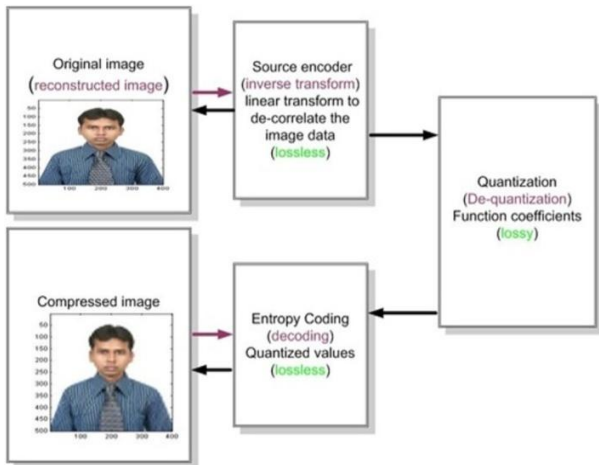 Original image
(reconstructed image)
50
100
150
200
250
300
350
400
450
500
100 200 300 400
Source encoder
(inverse transform)
linear transform to
de-correlate the
image data
(lossless)
Quantization
(De-quantization)
Function coefficients
(lossy)
Compressed image
50
100
150
200
250
300
350
400
450
500
100 200 300 400
Entropy Coding
(decoding)
Quantized values
(lossless)